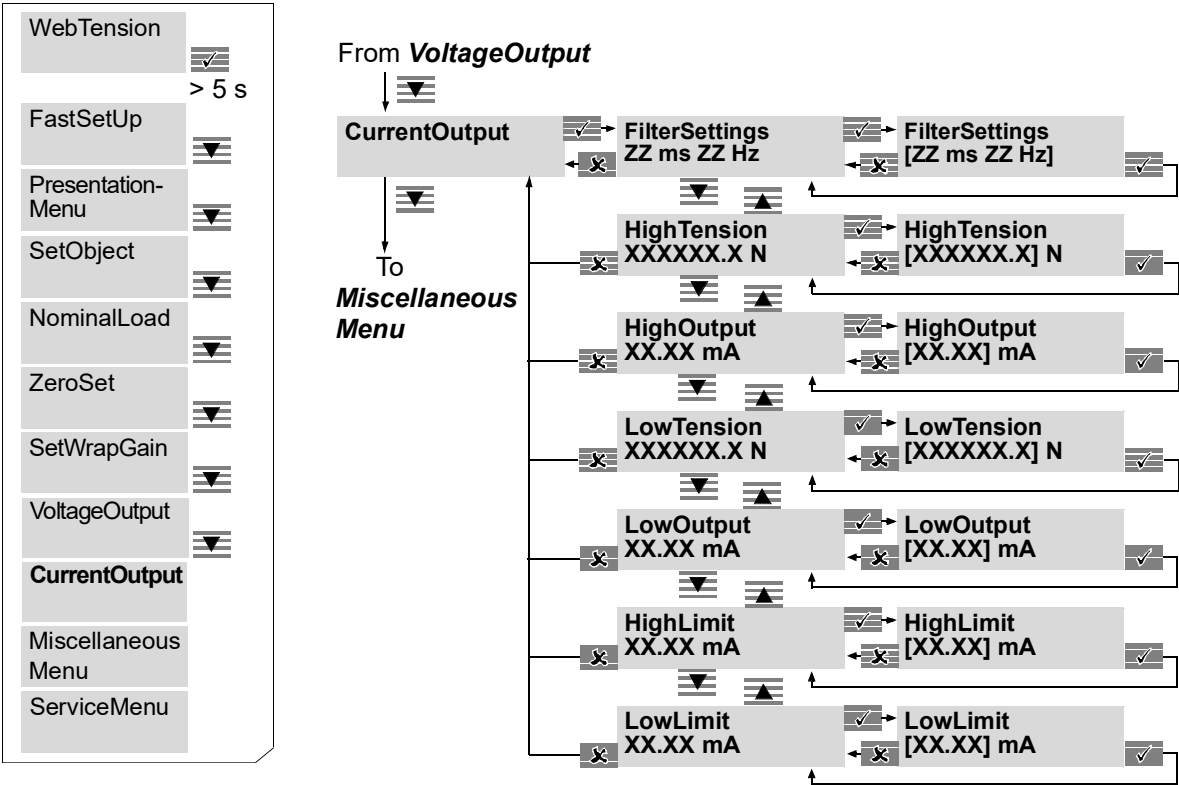 WebTension
> 5 s
FastSetUp
Presentation-
Menu
SetObject
NominalLoad
ZeroSet
SetWrapGain
VoltageOutput
CurrentOutput
Miscellaneous
Menu
ServiceMenu
From VoltageOutput
CurrentOutput
To
Miscellaneous
Menu
FilterSettings
ZZ ms ZZ Hz
FilterSettings
[ZZ ms ZZ Hz]
HighTension
XXXXXX.X N
HighTension
[XXXXXX.X] N
HighOutput
XX.XX mA
HighOutput
[XX.XX] mA
LowTension
XXXXXX.X N
LowTension
[XXXXXX.X] N
LowOutput
XX.XX mA
LowOutput
[XX.XX] mA
HighLimit
XX.XX mA
HighLimit
[XX.XX] mA
LowLimit
XX.XX mA
LowLimit
[XX.XX] mA